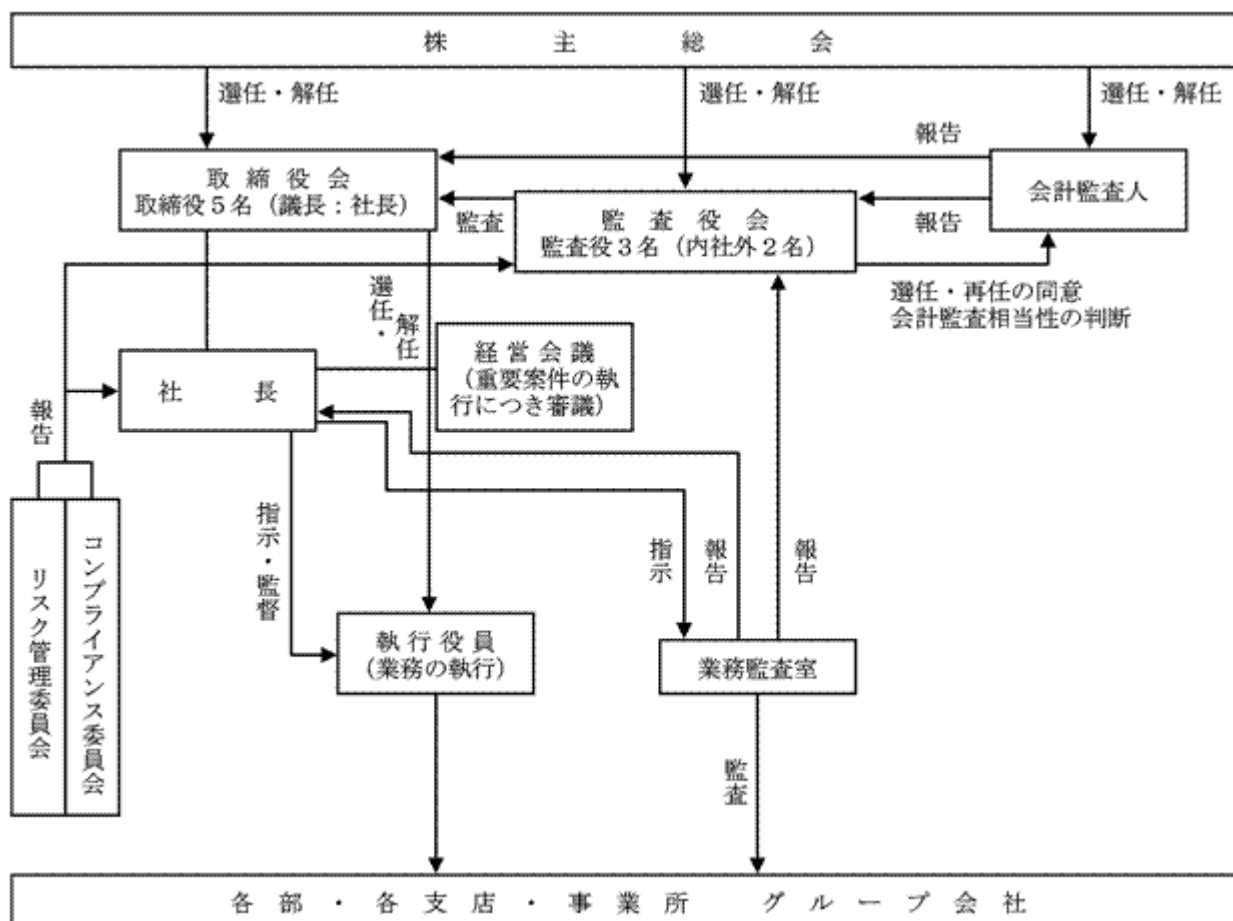 株主総会
選任・解任
選任・解任
選任・解任
報告
取締役会
取締役5名（議長：社長）
会計監査人
監査
監査役会
監査役3名（内社外2名）
報告
選任・再任の同意
会計監査相当性の判断
選任・
解任
経営会議
（重要案件の執
行につき審議）
社長
報告
指示・監督
指示
報告
報告
リスク管理委員会
コンプライアンス委員会
執行役員
（業務の執行）
業務監査室
監査
各部・各支店・事業所　グループ会社